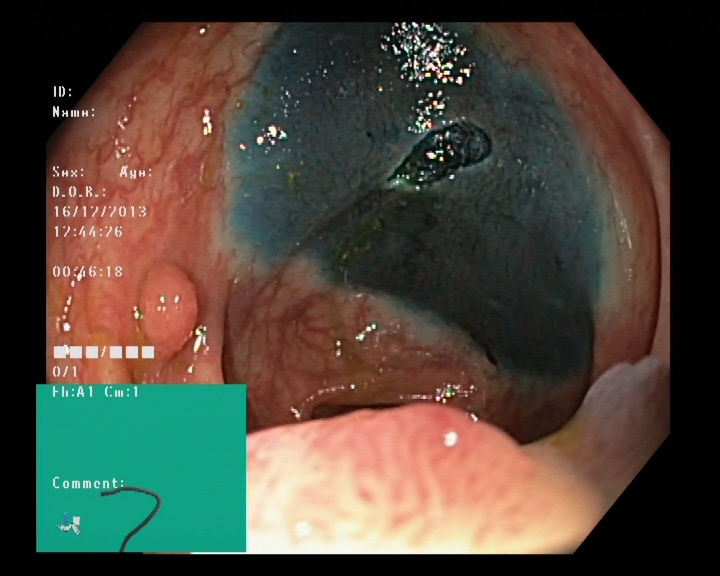 ID:
Name:
Sex: Age:
D.O.B.:
16/12/2013
12:44:26
00:46:18
■■■/■■■
0/1
Eh:A1 Cm:1
Comment: